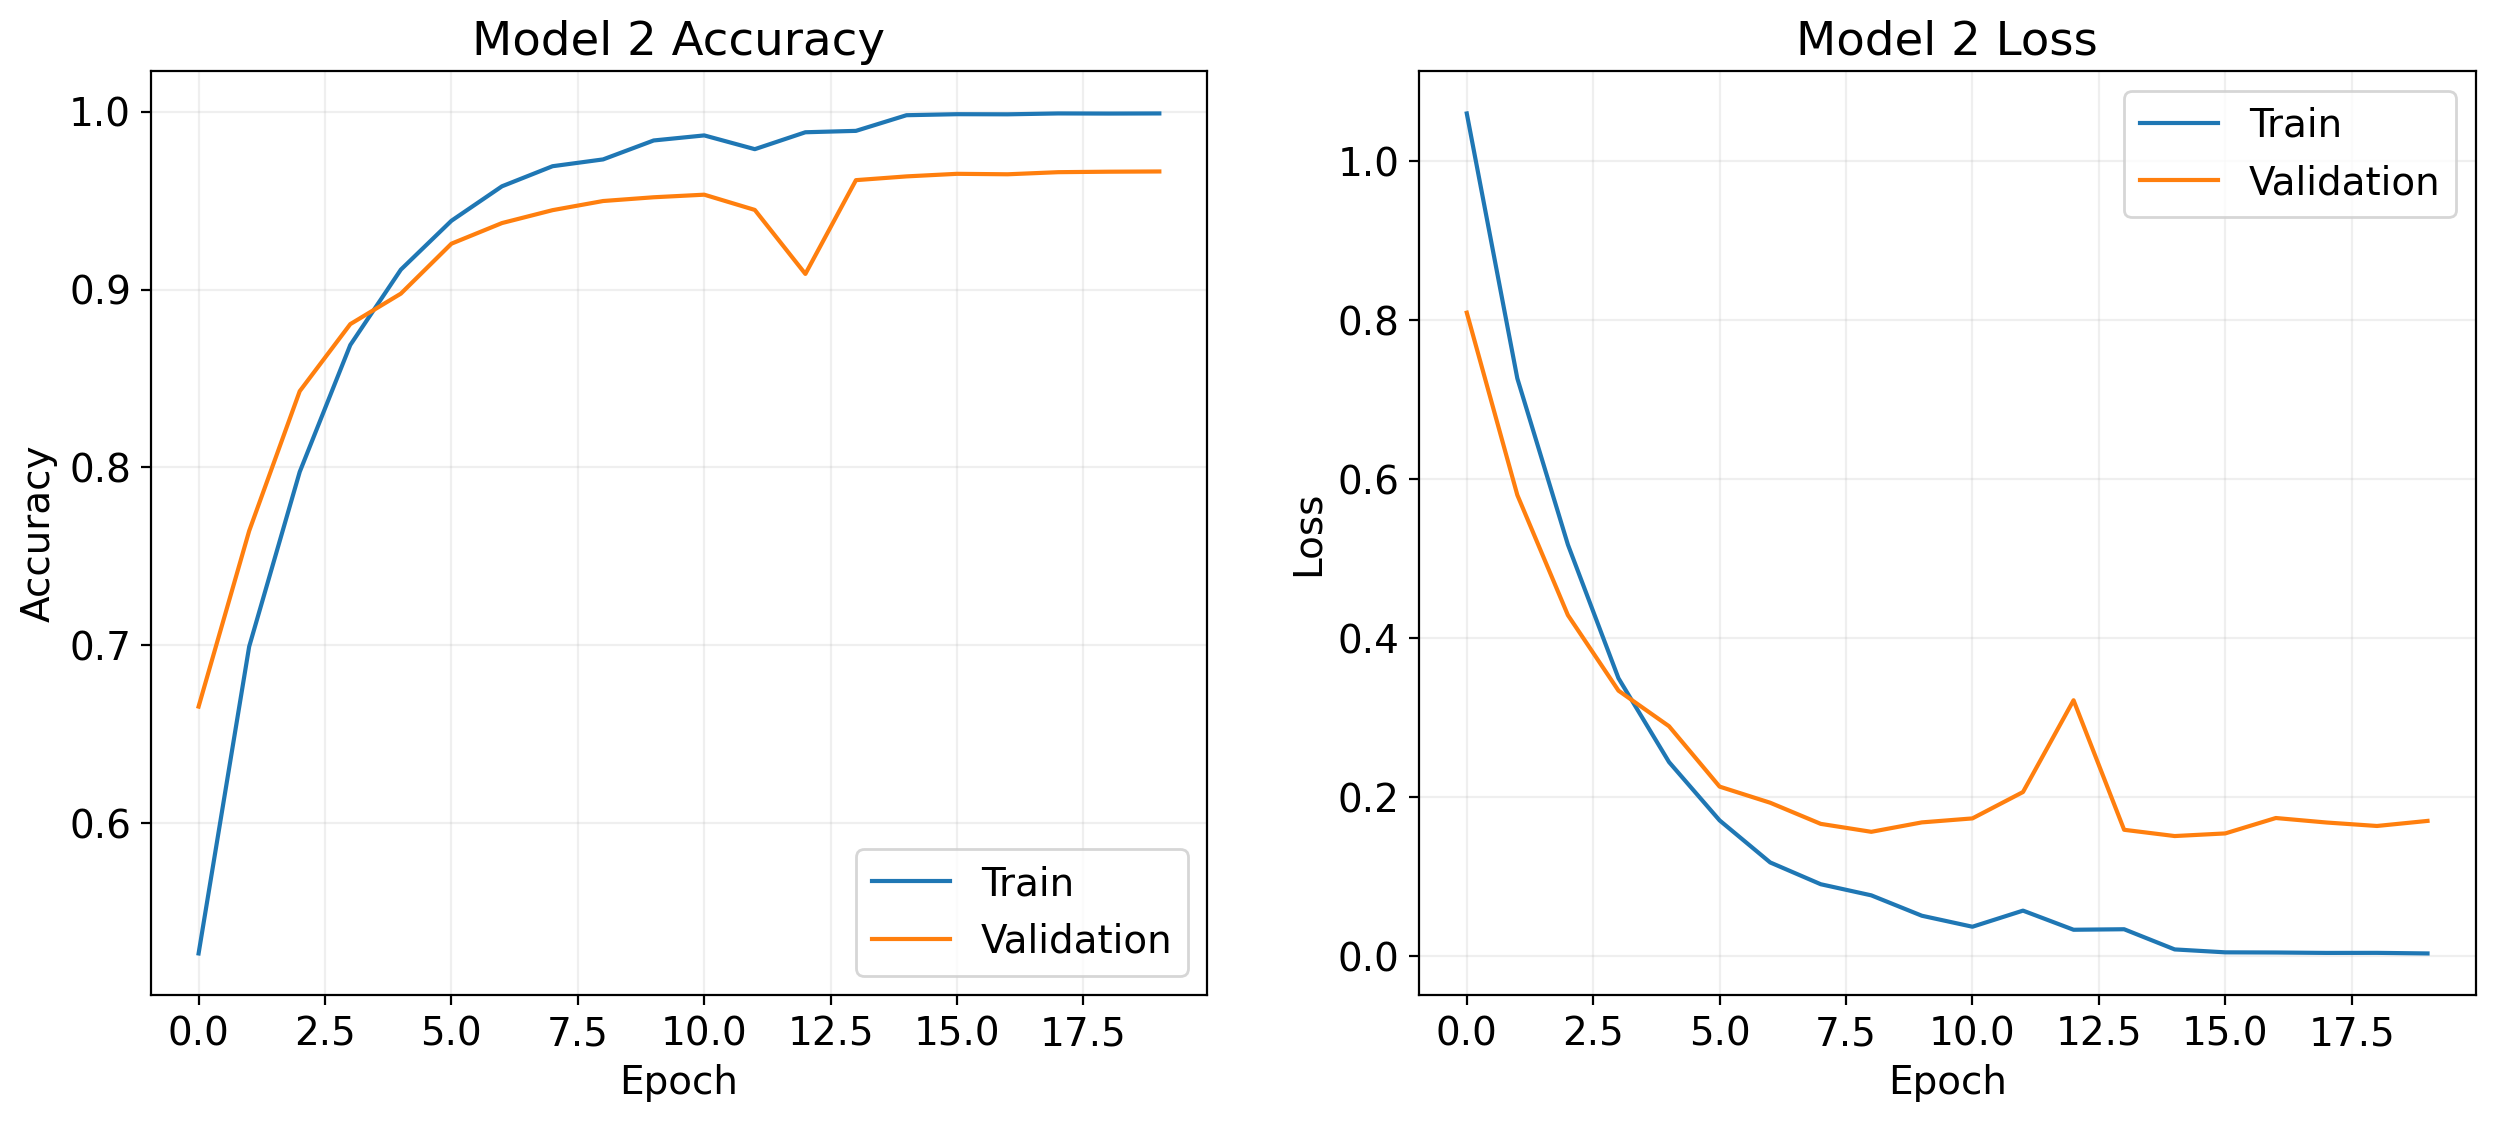 Model 2 Accuracy
1.0
0.9
0.8
0.7
0.6
Accuracy
Train
Validation
0.0 2.5 5.0 7.5 10.0 12.5 15.0 17.5
Epoch
Model 2 Loss
1.0
0.8
0.6
0.4
0.2
0.0
Loss
Train
Validation
0.0 2.5 5.0 7.5 10.0 12.5 15.0 17.5
Epoch